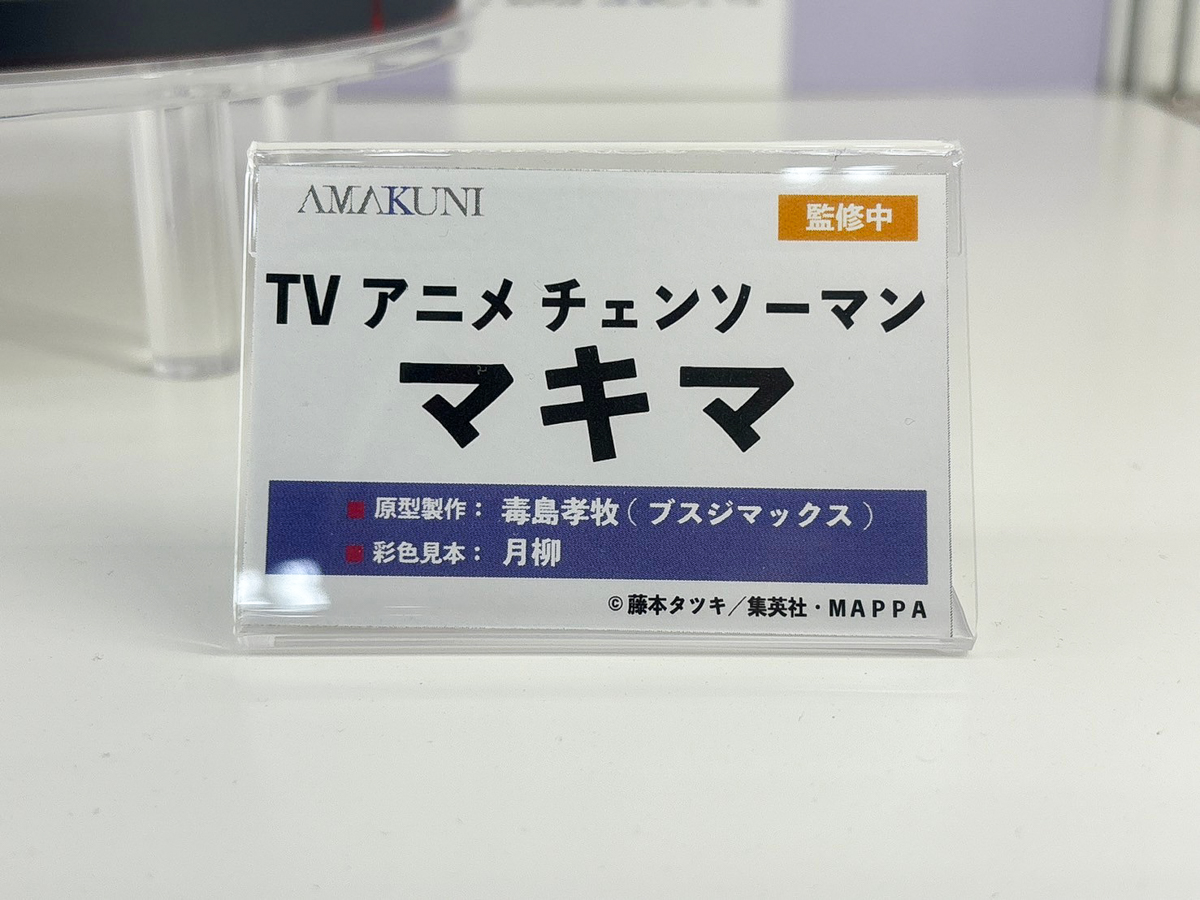 AMAKUNI
監修中
TV アニメ チェンソーマン
マキマ
■ 原型製作： 毒島孝牧（ブスジマックス）
■ 彩色見本： 月柳
© 藤本タツキ／集英社・MAPPA